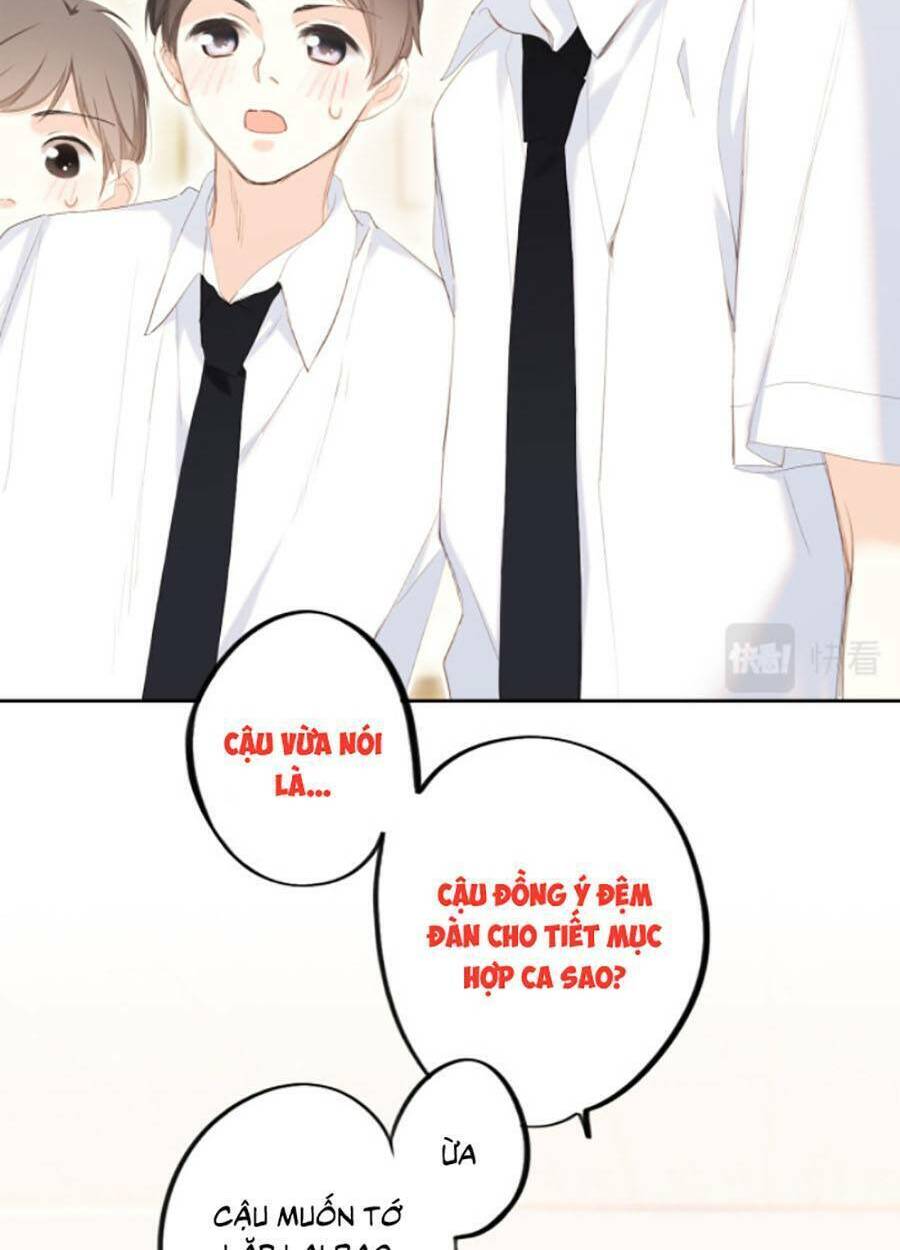 快看! 快看
CẬU VỪA NÓI
LÀ...
CẬU ĐỒNG Ý ĐỆM
ĐÀN CHO TIẾT MỤC
HỢP CA SAO?
ỪA
CẬU MUỐN TỚ